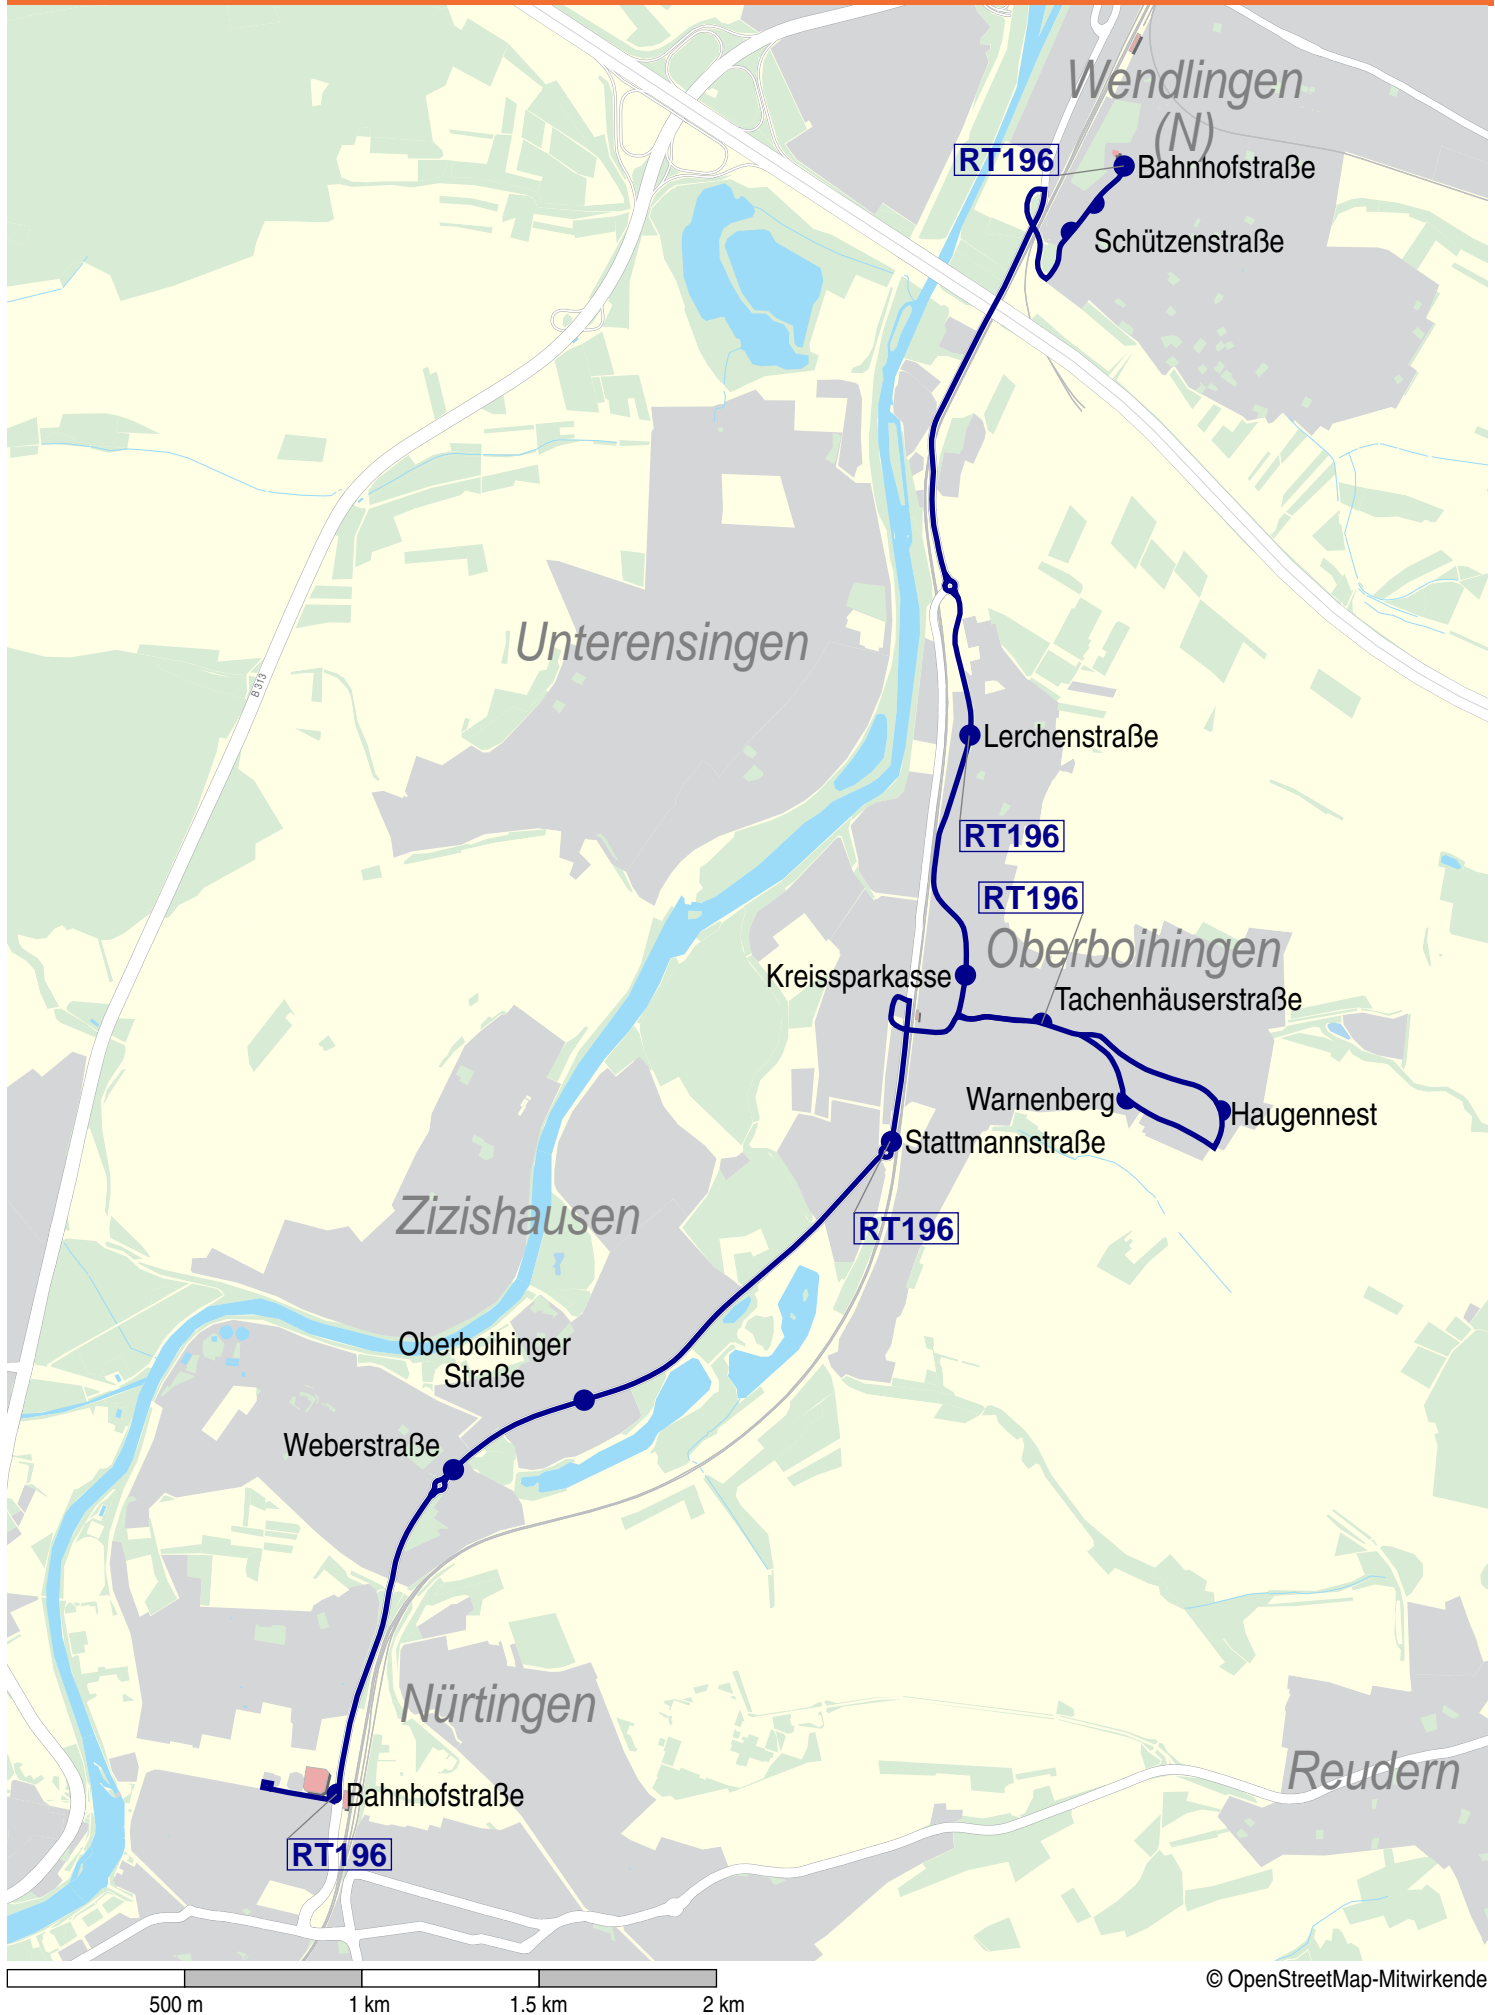 Wendlingen
(N)
RT196
Bahnhofstraße
Schützenstraße
Unterensingen
B 313
Lerchenstraße
RT196
RT196
Oberboihingen
Kreissparkasse
Tachenhäuserstraße
Warnenberg
Haugennest
Stattmannstraße
Zizishausen
RT196
Oberboihinger
Straße
Weberstraße
Nürtingen
Reudern
Bahnhofstraße
RT196
© OpenStreetMap-Mitwirkende
500 m 1 km 1.5 km 2 km